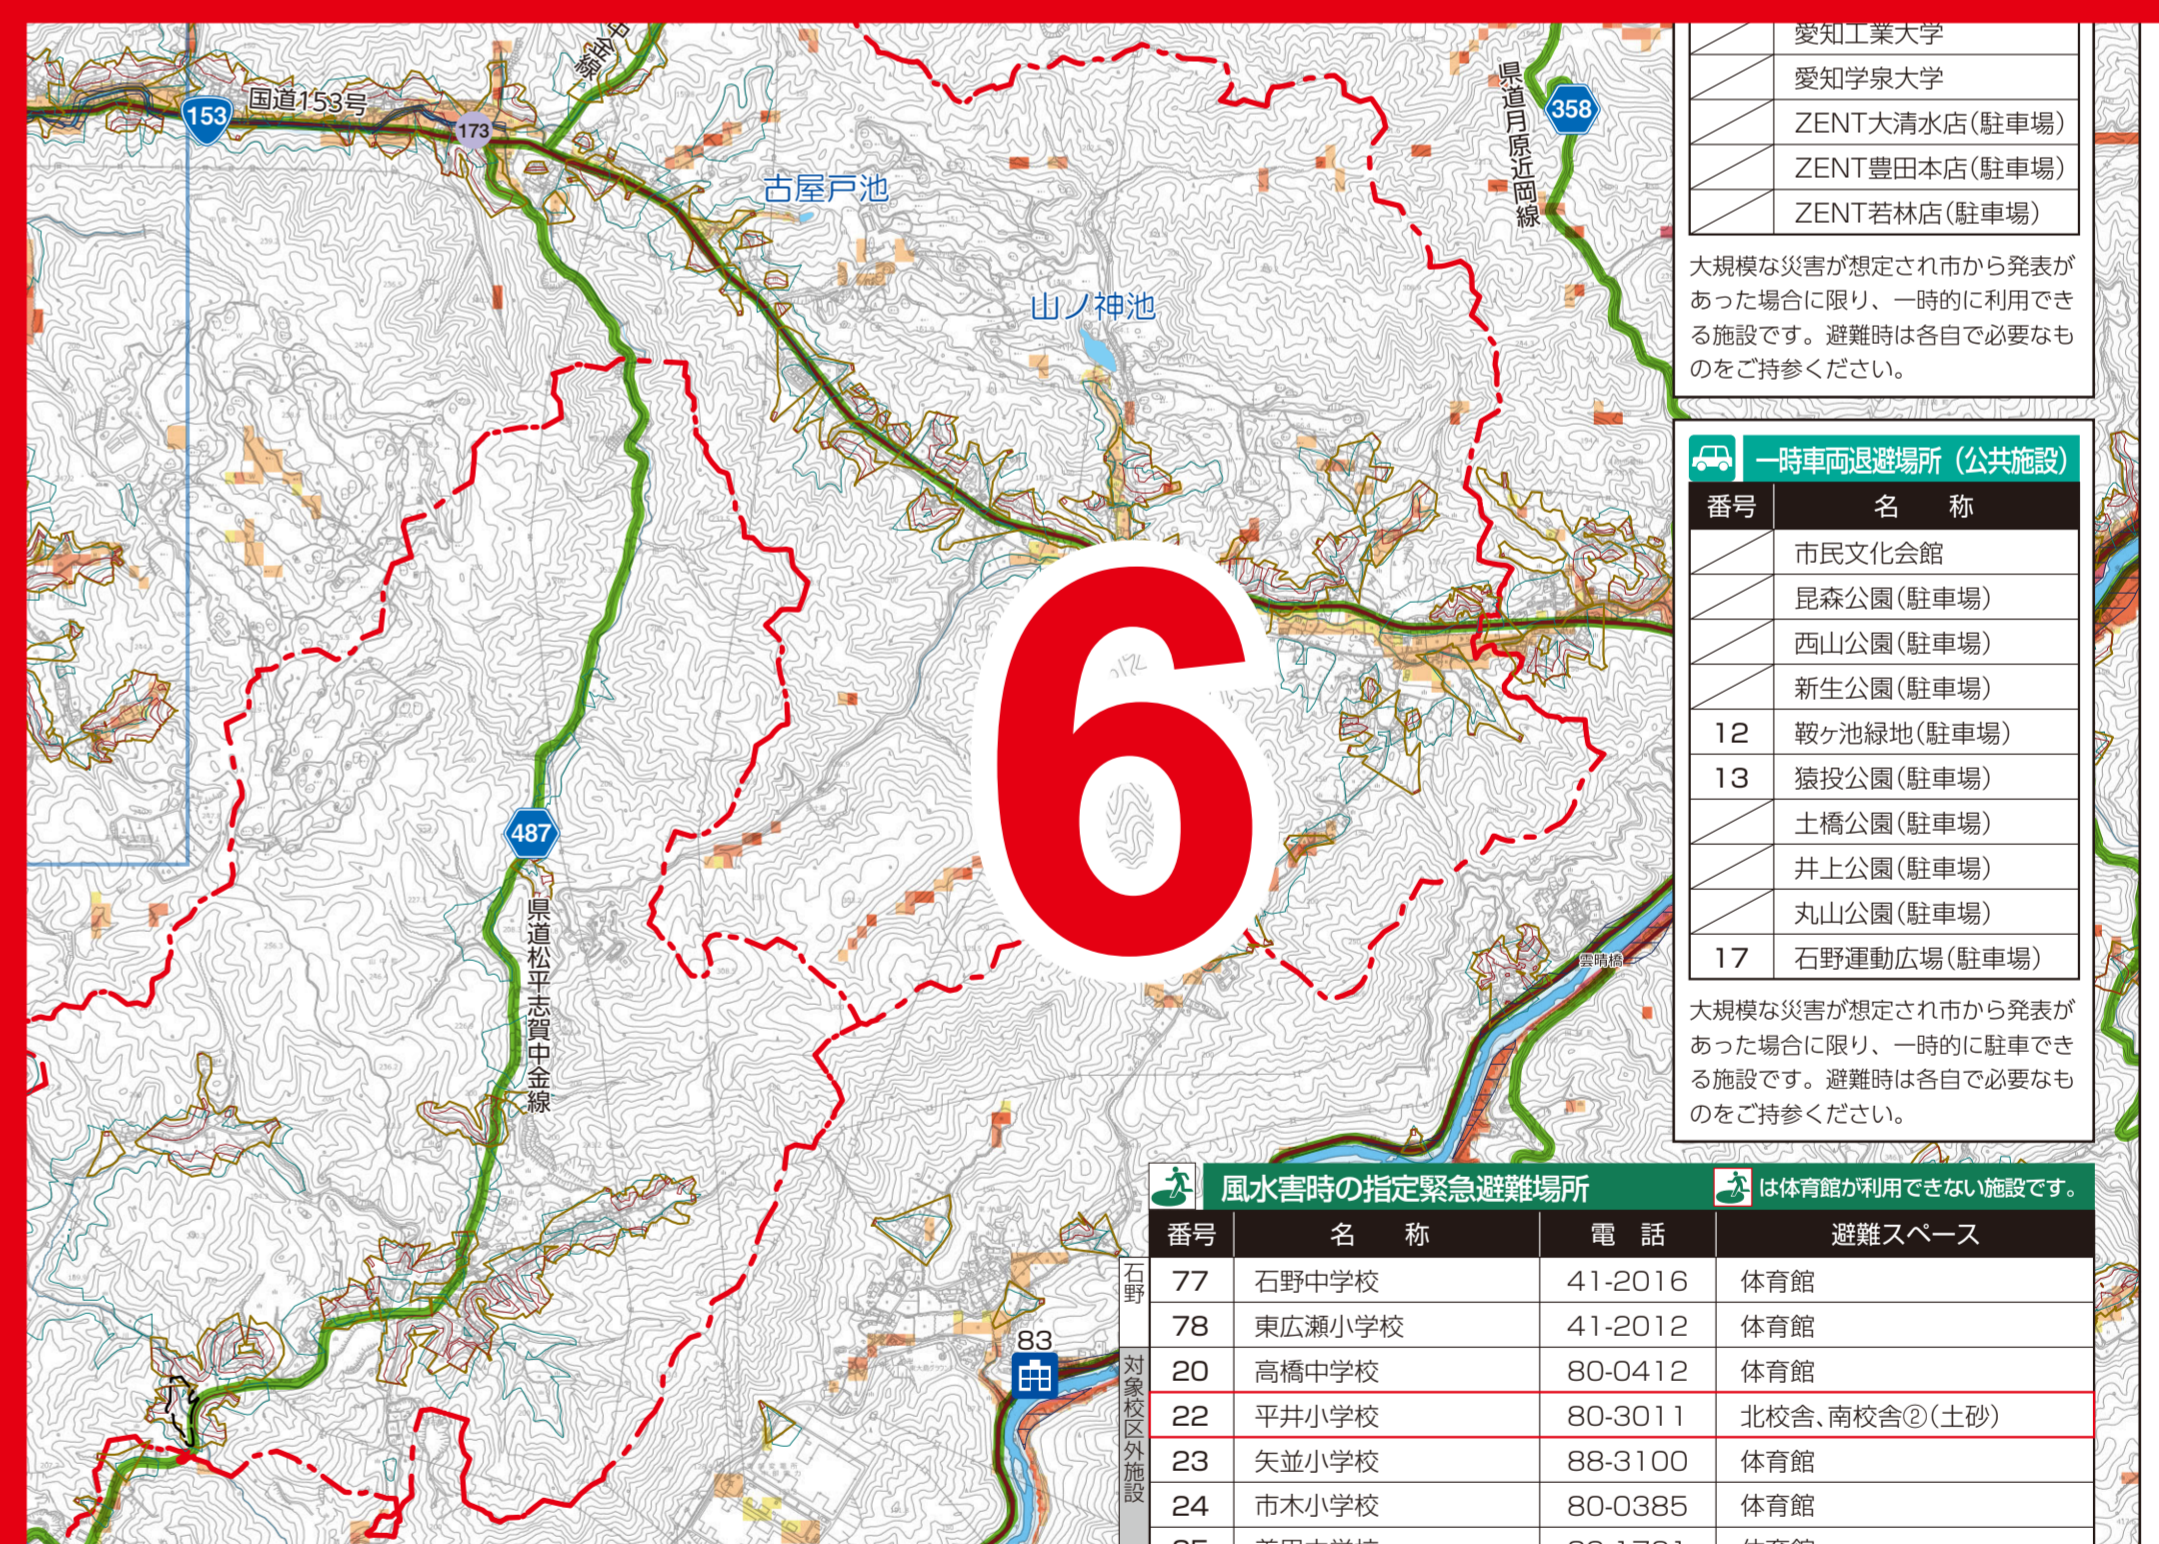 中金線
国道153号
153
173
古屋戸池
山ノ神池
県道月原近岡線
358
487
県道松平志賀中金線
6
雲晴橋
83
愛知工業大学
愛知学泉大学
ZENT大清水店(駐車場)
ZENT豊田本店(駐車場)
ZENT若林店(駐車場)
大規模な災害が想定され市から発表が
あった場合に限り、一時的に利用でき
る施設です。避難時は各自で必要なも
のをご持参ください。
一時車両退避場所(公共施設)
番号 名 称
市民文化会館
昆森公園(駐車場)
西山公園(駐車場)
新生公園(駐車場)
12 鞍ヶ池緑地(駐車場)
13 猿投公園(駐車場)
土橋公園(駐車場)
井上公園(駐車場)
丸山公園(駐車場)
17 石野運動広場(駐車場)
大規模な災害が想定され市から発表が
あった場合に限り、一時的に駐車でき
る施設です。避難時は各自で必要なも
のをご持参ください。
風水害時の指定緊急避難場所 は体育館が利用できない施設です。
番号 名 称 電 話 避難スペース
石野
77 石野中学校 41-2016 体育館
78 東広瀬小学校 41-2012 体育館
対象校区外施設
20 高橋中学校 80-0412 体育館
22 平井小学校 80-3011 北校舎、南校舎②(土砂)
23 矢並小学校 88-3100 体育館
24 市木小学校 80-0385 体育館